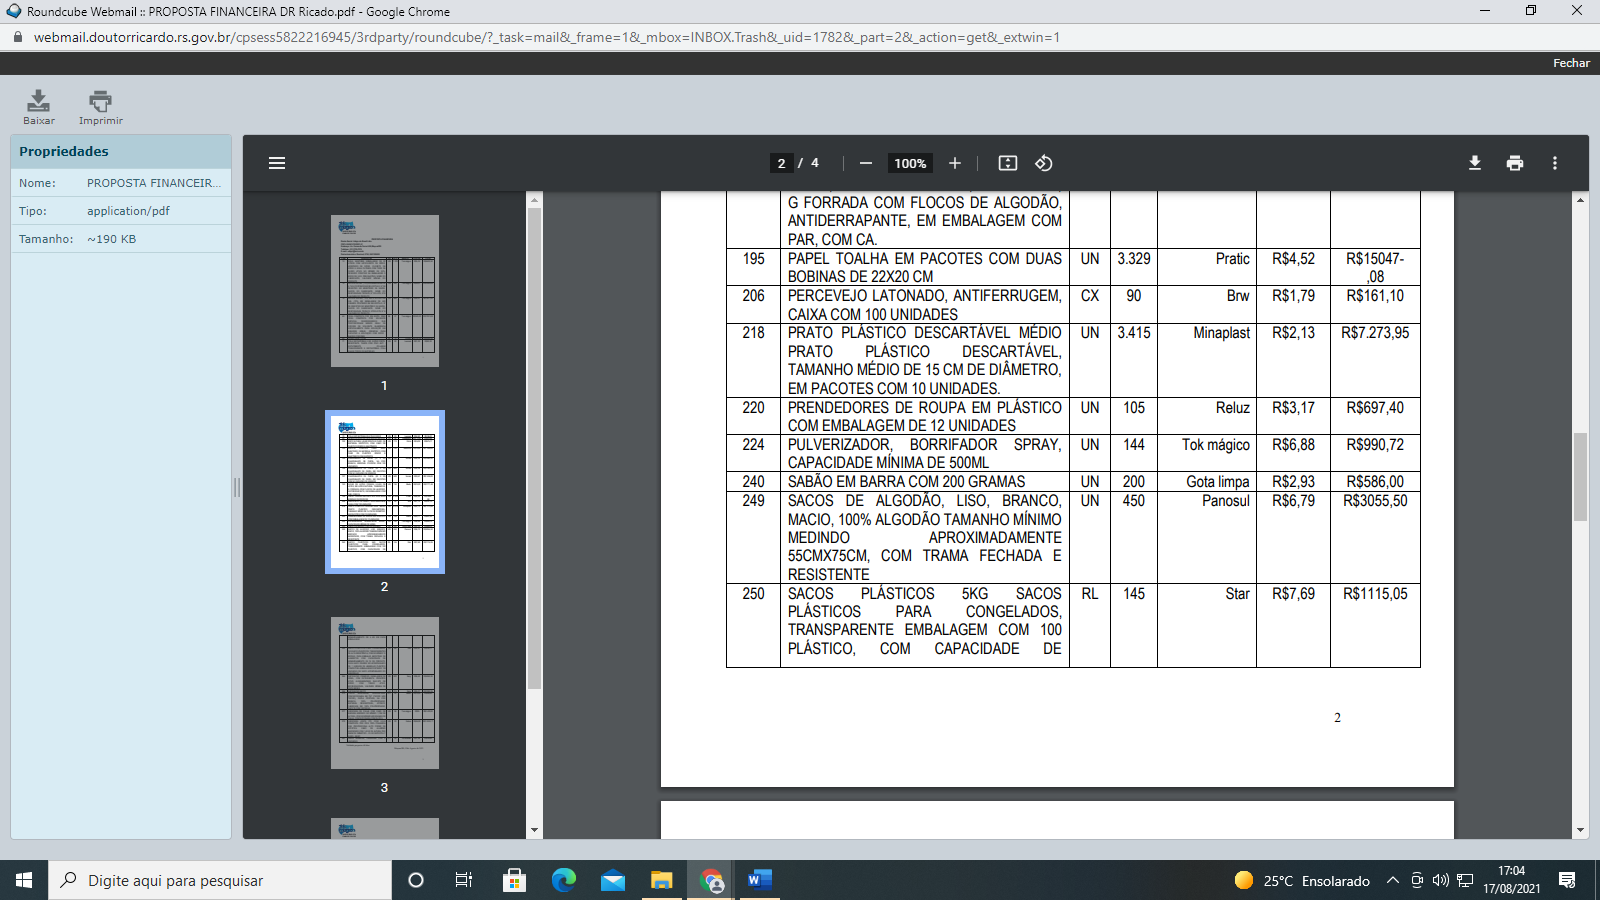 Roundcube Webmail :: PROPOSTA FINANCEIRA DR Ricado.pdf - Google Chrome
webmail.doutorricardo.rs.gov.br/cpsess5822216945/3rdparty/roundcube/?_task=mail&_frame=1&_mbox=INBOX.Trash&_uid=1782&_part=2&_action=get&_extwin=1
Fechar
Baixar Imprimir
Propriedades
Nome: PROPOSTA FINANCEIR...
Tipo: application/pdf
Tamanho: ~190 KB
2 / 4 100%
1
2
3
G FORRADA COM FLOCOS DE ALGODÃO,
ANTIDERRAPANTE, EM EMBALAGEM COM
PAR, COM CA.
195 PAPEL TOALHA EM PACOTES COM DUAS UN 3.329 Pratic R$4,52 R$15047-
BOBINAS DE 22X20 CM ,08
206 PERCEVEJO LATONADO, ANTIFERRUGEM, CX 90 Brw R$1,79 R$161,10
CAIXA COM 100 UNIDADES
218 PRATO PLÁSTICO DESCARTÁVEL MÉDIO UN 3.415 Minaplast R$2,13 R$7.273,95
PRATO PLÁSTICO DESCARTÁVEL,
TAMANHO MÉDIO DE 15 CM DE DIÂMETRO,
EM PACOTES COM 10 UNIDADES.
220 PRENDEDORES DE ROUPA EM PLÁSTICO UN 105 Reluz R$3,17 R$697,40
COM EMBALAGEM DE 12 UNIDADES
224 PULVERIZADOR, BORRIFADOR SPRAY, UN 144 Tok mágico R$6,88 R$990,72
CAPACIDADE MÍNIMA DE 500ML
240 SABÃO EM BARRA COM 200 GRAMAS UN 200 Gota limpa R$2,93 R$586,00
249 SACOS DE ALGODÃO, LISO, BRANCO, UN 450 Panosul R$6,79 R$3055,50
MACIO, 100% ALGODÃO TAMANHO MÍNIMO
MEDINDO APROXIMADAMENTE
55CMX75CM, COM TRAMA FECHADA E
RESISTENTE
250 SACOS PLÁSTICOS 5KG SACOS RL 145 Star R$7,69 R$1115,05
PLÁSTICOS PARA CONGELADOS,
TRANSPARENTE EMBALAGEM COM 100
PLÁSTICO, COM CAPACIDADE DE
2
Digite aqui para pesquisar
25°C Ensolarado
17:04
17/08/2021